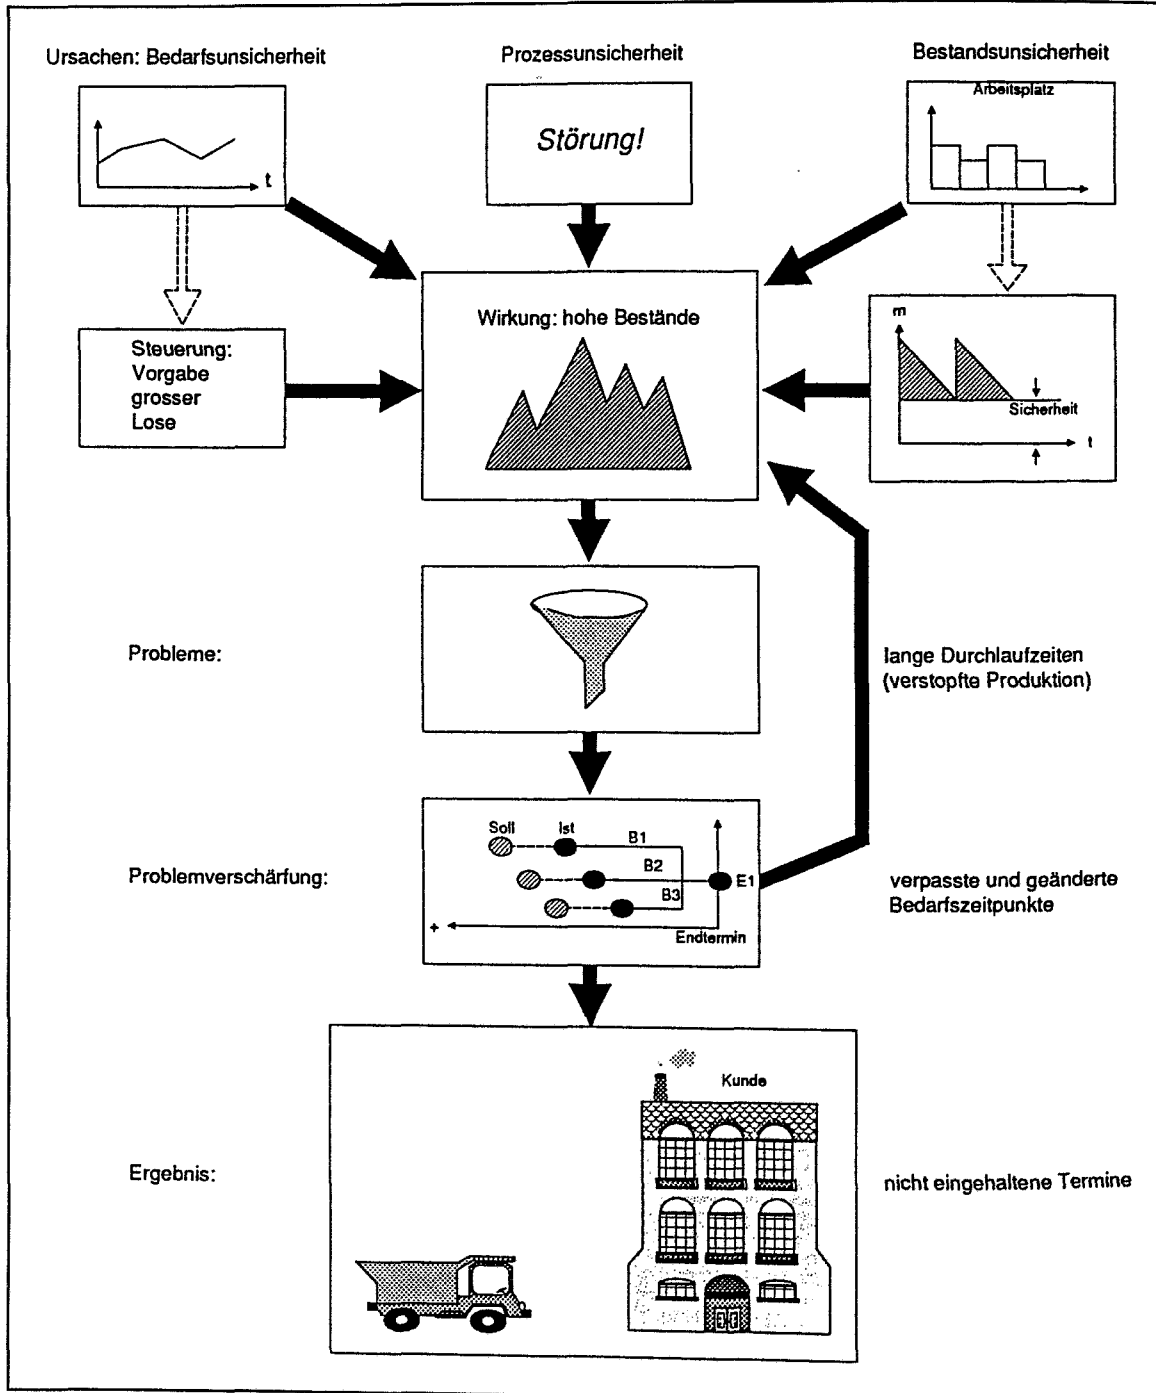 Ursachen: Bedarfsunsicherheit
Prozessunsicherheit
Bestandsunsicherheit
t
Störung!
Arbeitsplatz
Steuerung:
Vorgabe
grosser
Lose
Wirkung: hohe Bestände
m
Sicherheit
t
Probleme:
lange Durchlaufzeiten
(verstopfte Produktion)
Problemverschärfung:
Soll
Ist
B1
B2
B3
E1
+
Endtermin
verpasste und geänderte
Bedarfszeitpunkte
Ergebnis:
Kunde
nicht eingehaltene Termine